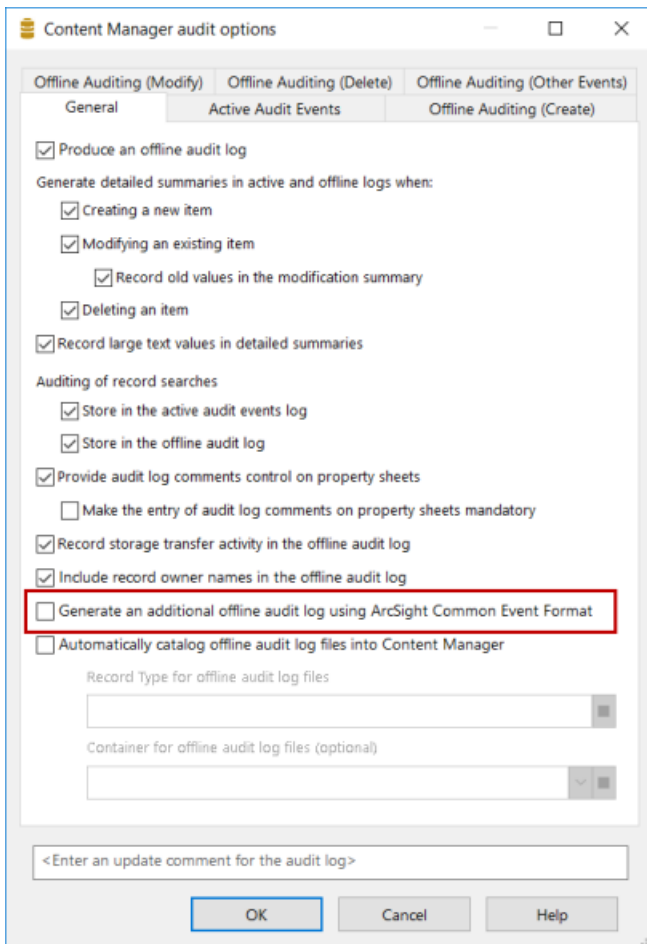 Content Manager audit options
Offline Auditing (Modify) Offline Auditing (Delete) Offline Auditing (Other Events)
General Active Audit Events Offline Auditing (Create)
Produce an offline audit log
Generate detailed summaries in active and offline logs when:
Creating a new item
Modifying an existing item
Record old values in the modification summary
Deleting an item
Record large text values in detailed summaries
Auditing of record searches
Store in the active audit events log
Store in the offline audit log
Provide audit log comments control on property sheets
Make the entry of audit log comments on property sheets mandatory
Record storage transfer activity in the offline audit log
Include record owner names in the offline audit log
Generate an additional offline audit log using ArcSight Common Event Format
Automatically catalog offline audit log files into Content Manager
Record Type for offline audit log files
Container for offline audit log files (optional)
<Enter an update comment for the audit log>
OK Cancel Help